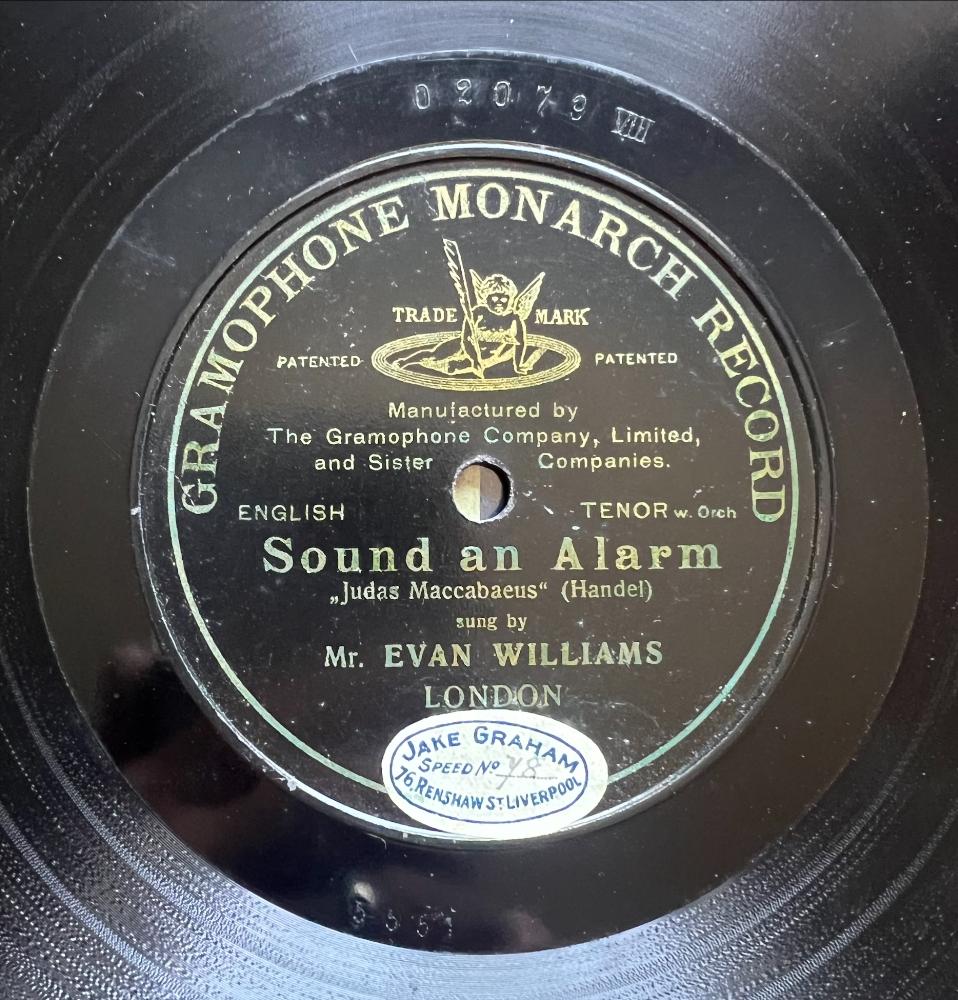 02079 VIII
GRAMOPHONE MONARCH RECORD
TRADE MARK
PATENTED PATENTED
Manufactured by
The Gramophone Company, Limited,
and Sister Companies.
ENGLISH TENOR w. Orch
Sound an Alarm
„Judas Maccabaeus“ (Handel)
sung by
Mr. EVAN WILLIAMS
LONDON
JAKE GRAHAM
SPEED Nº 78
76, RENSHAW ST. LIVERPOOL